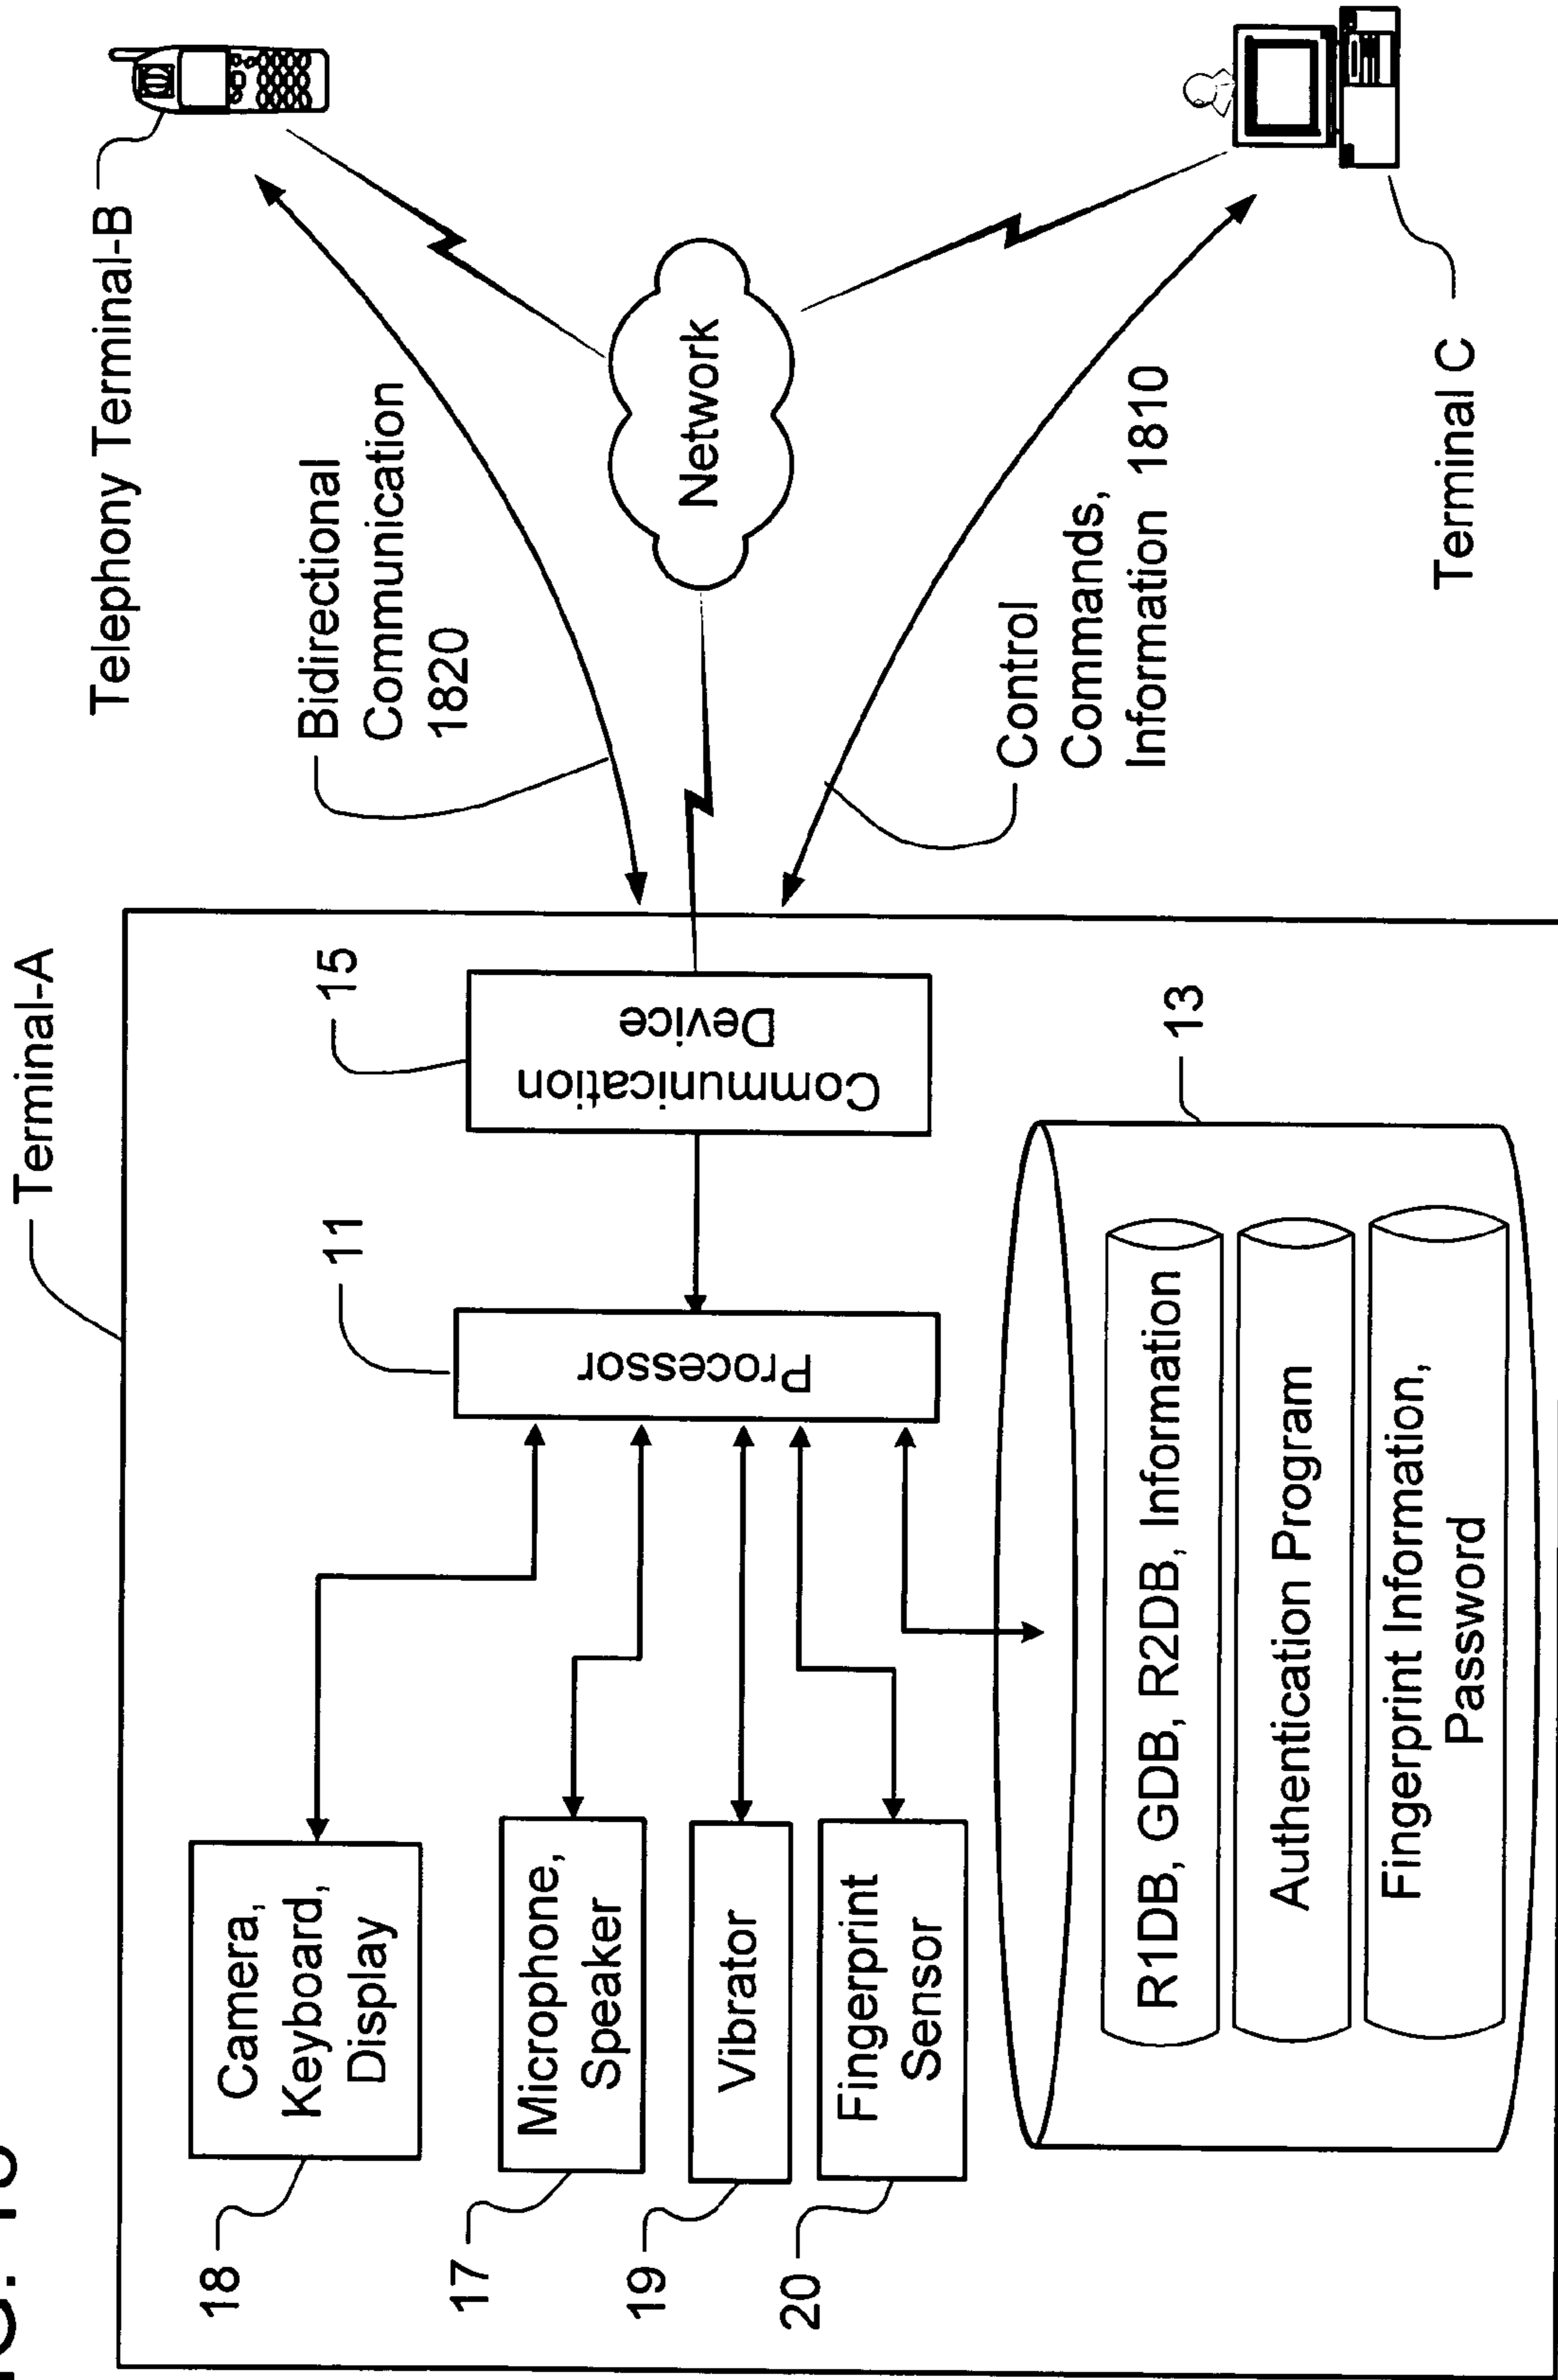 Terminal-A
Telephony Terminal-B
18
Camera,
Keyboard,
Display
11
15
Bidirectional
Communication
1820
17
Microphone,
Speaker
Processor
Communication
Device
Network
19
Vibrator
20
Fingerprint
Sensor
Control
Commands,
Information 1810
13
R1DB, GDB, R2DB, Information
Authentication Program
Fingerprint Information,
Password
Terminal C